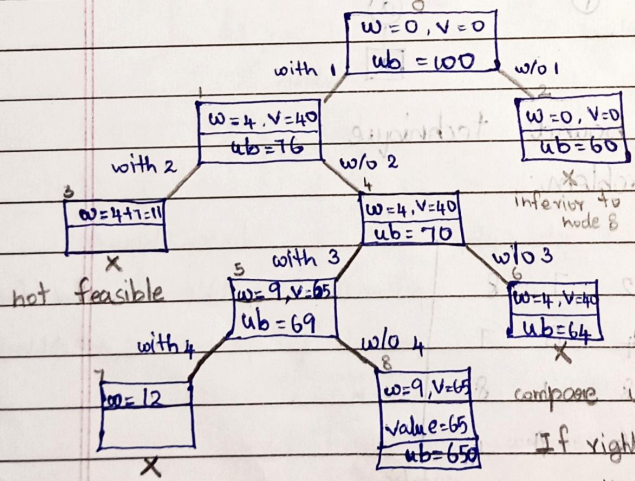 0
w=0, V=0
ub=100
with 1
w/o 1
1
2
w=4, V=40
ub=76
w=0, V=0
ub=60
x
inferior to
node 8
with 2
w/o 2
3
4
w=4+7=11
x
not feasible
w=4, V=40
ub=70
with 3
w/o 3
5
6
w=9, V=65
ub=69
w=4, V=40
ub=64
x
with 4
w/o 4
7
8
w=12
x
w=9, V=65
value=65
ub=650
If righ